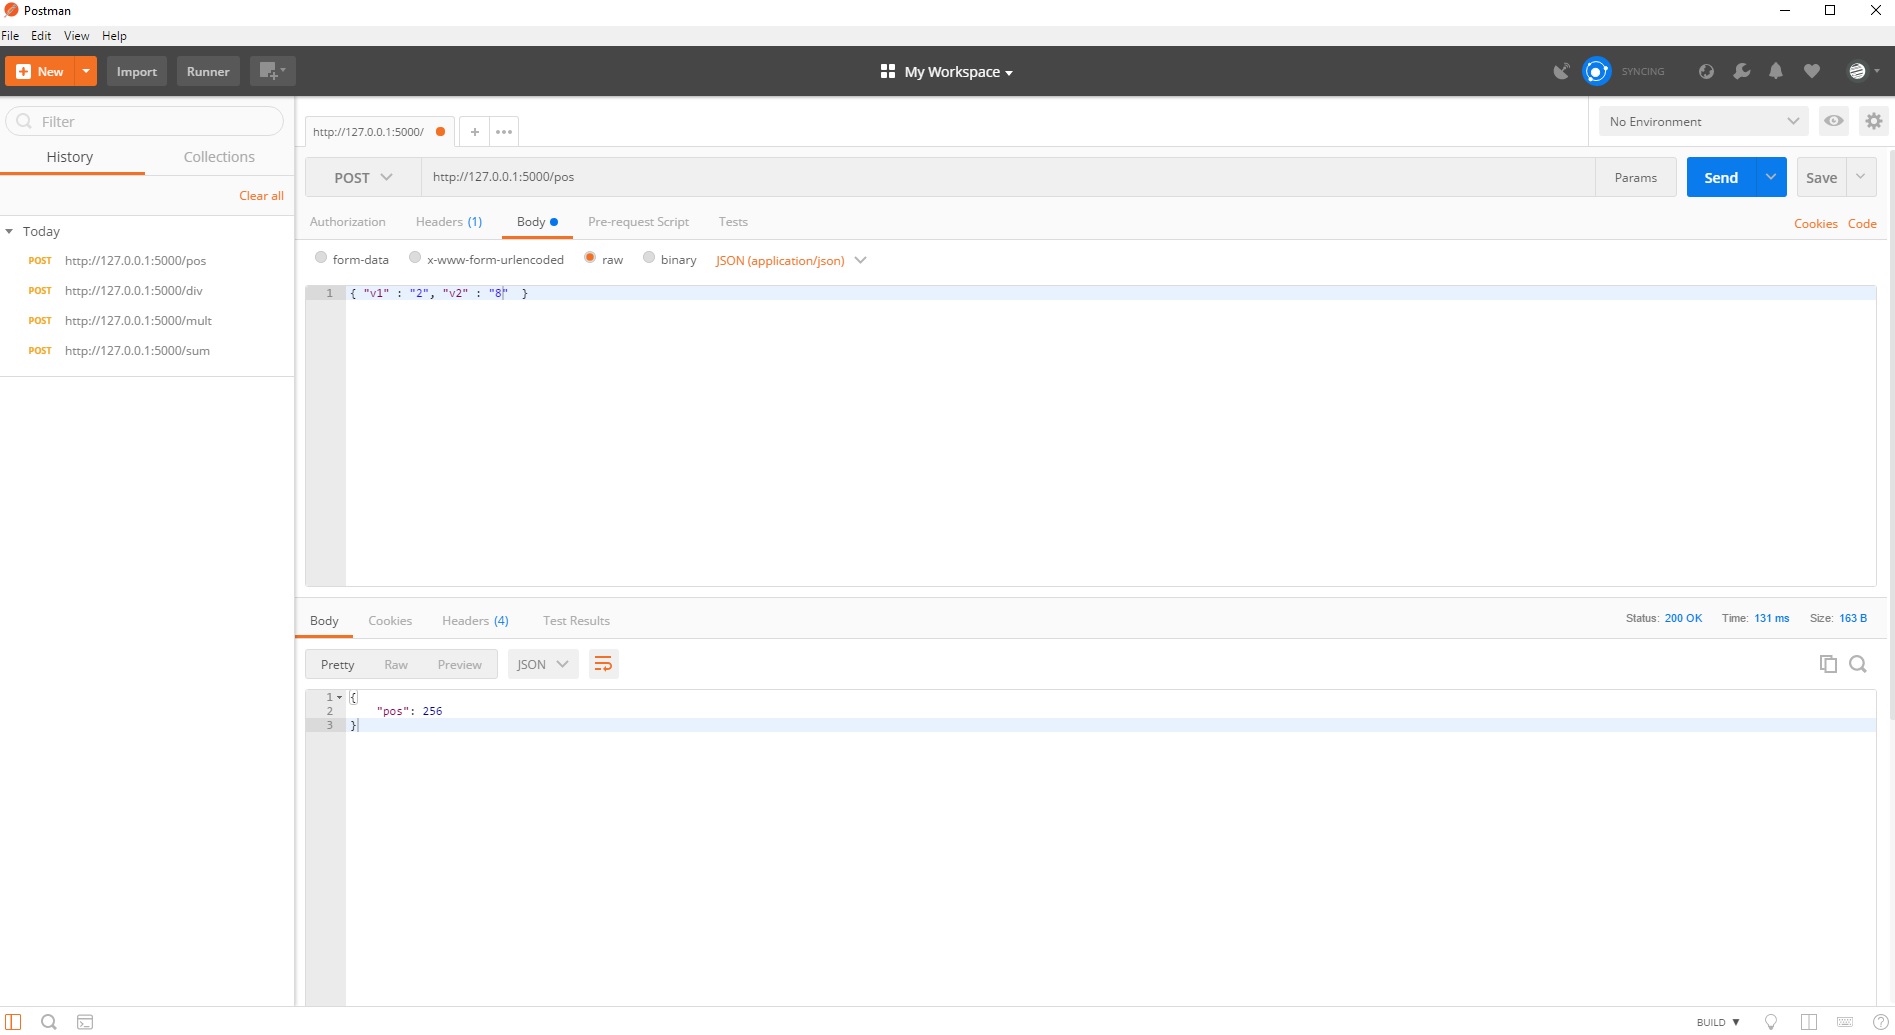 Postman
File Edit View Help
New Import Runner My Workspace SYNCING
Filter
History Collections
Clear all
Today
POST http://127.0.0.1:5000/pos
POST http://127.0.0.1:5000/div
POST http://127.0.0.1:5000/mult
POST http://127.0.0.1:5000/sum
http://127.0.0.1:5000/ + ••• No Environment
POST http://127.0.0.1:5000/pos Params Send Save
Authorization Headers (1) Body Pre-request Script Tests Cookies Code
form-data x-www-form-urlencoded raw binary JSON (application/json)
1 { "v1" : "2", "v2" : "8" }
Body Cookies Headers (4) Test Results Status: 200 OK Time: 131 ms Size: 163 B
Pretty Raw Preview JSON
1 {
2 "pos": 256
3 }
BUILD